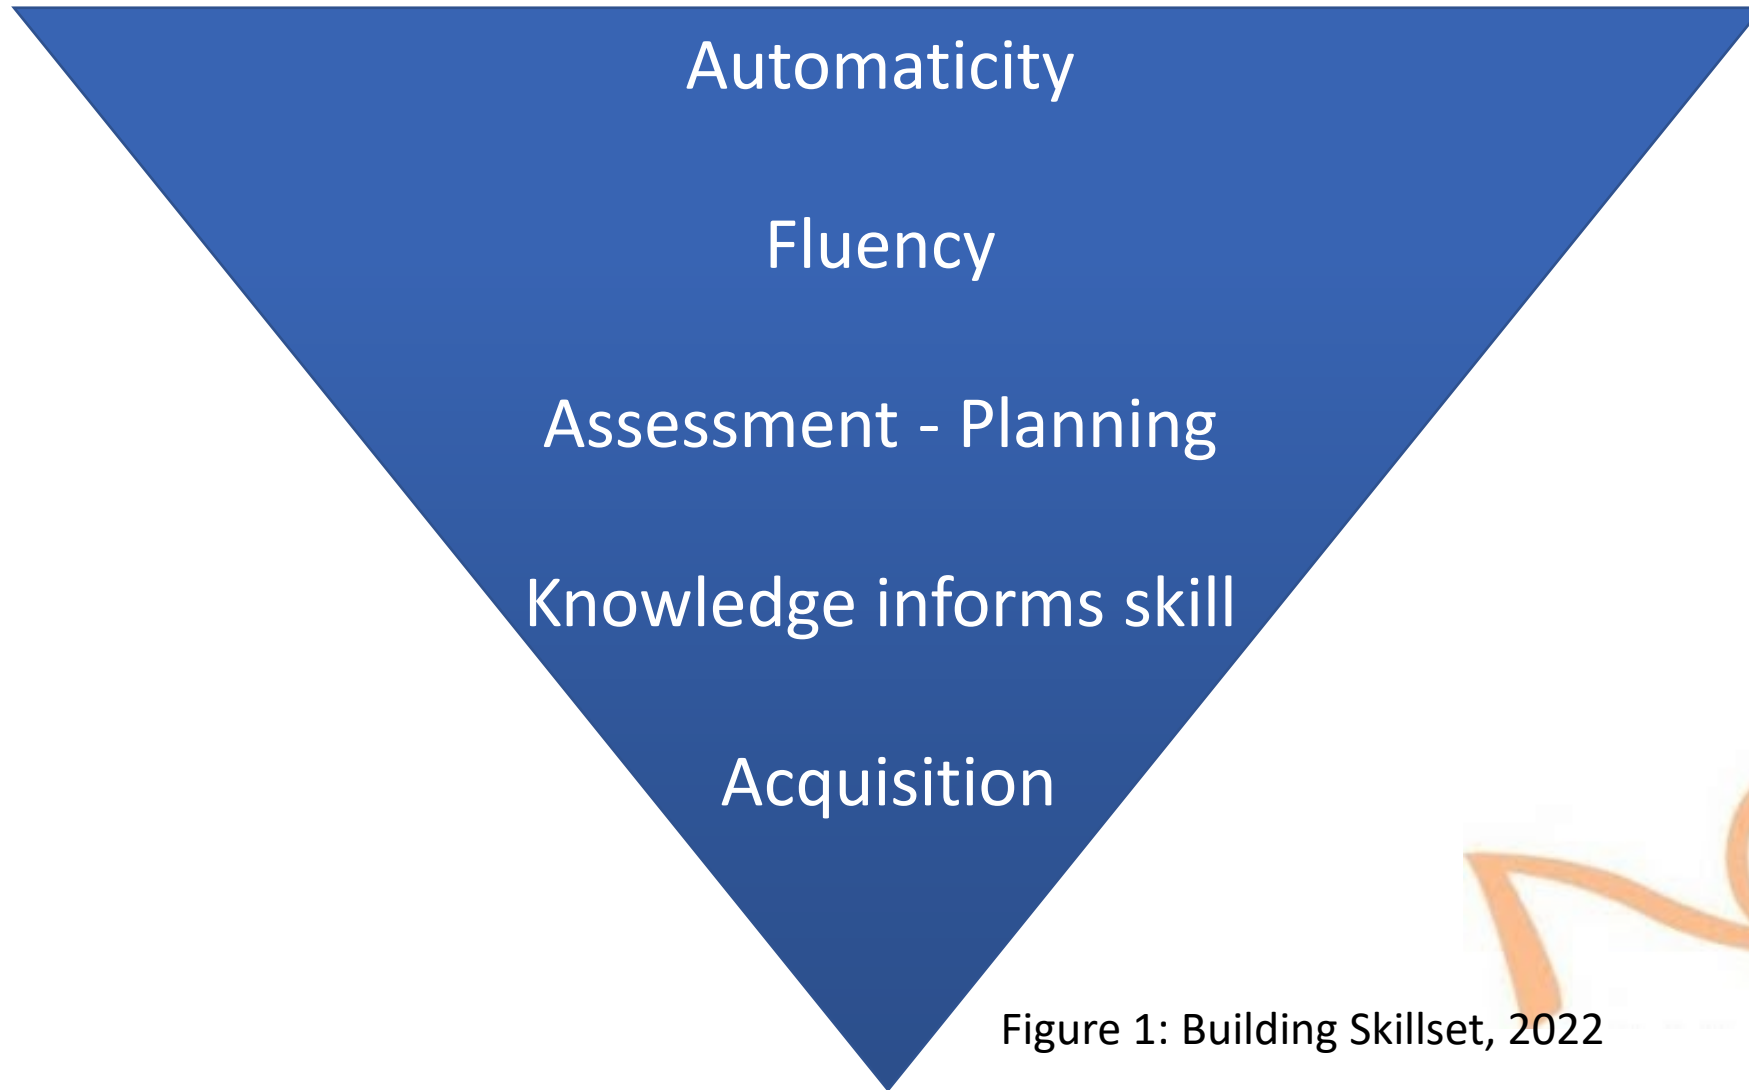 Automaticity
Fluency
Assessment - Planning
Knowledge informs skill
Acquisition
Figure 1: Building Skillset, 2022